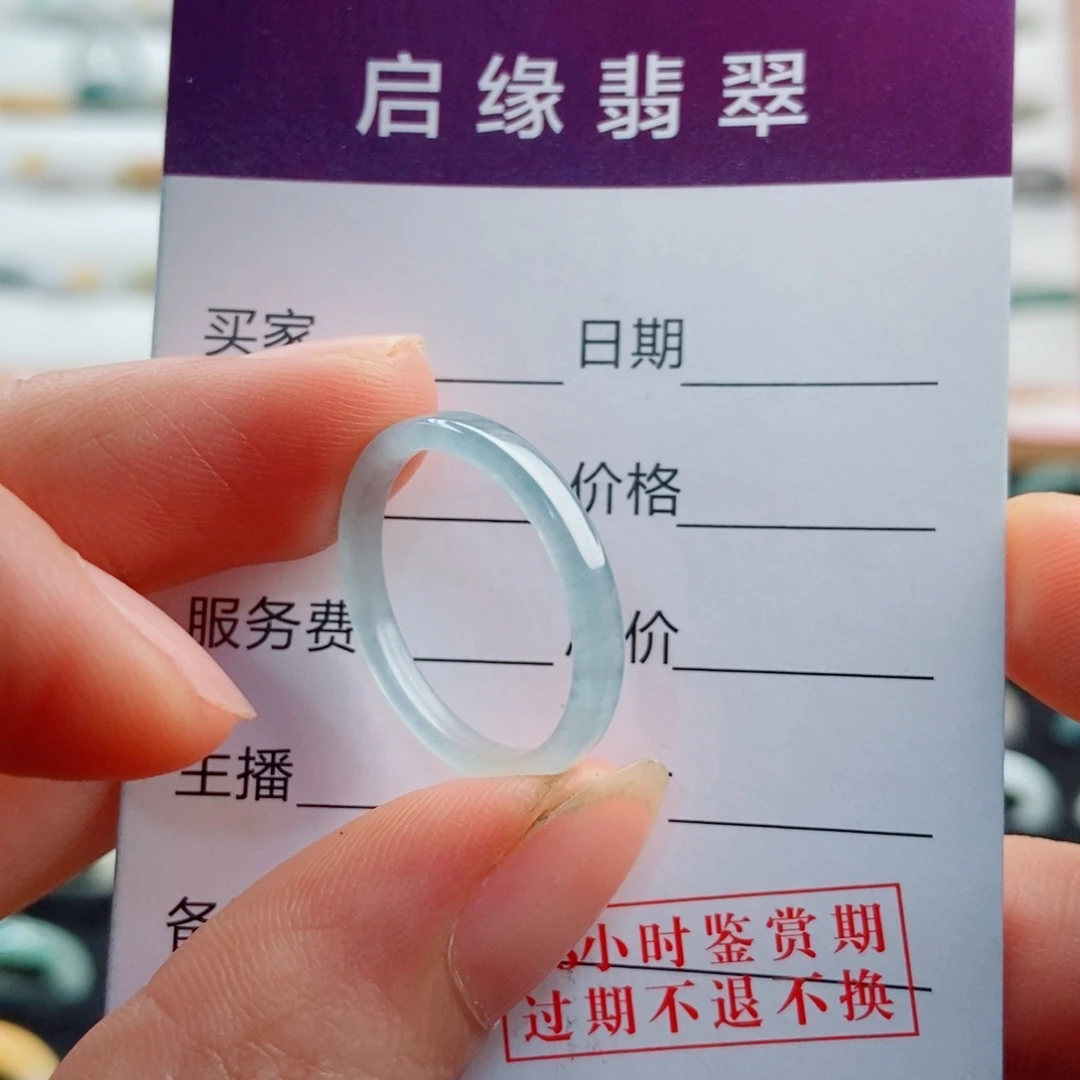 启缘翡翠
买家 日期
价格
服务费 价
主播
小时鉴赏期
过期不退不换